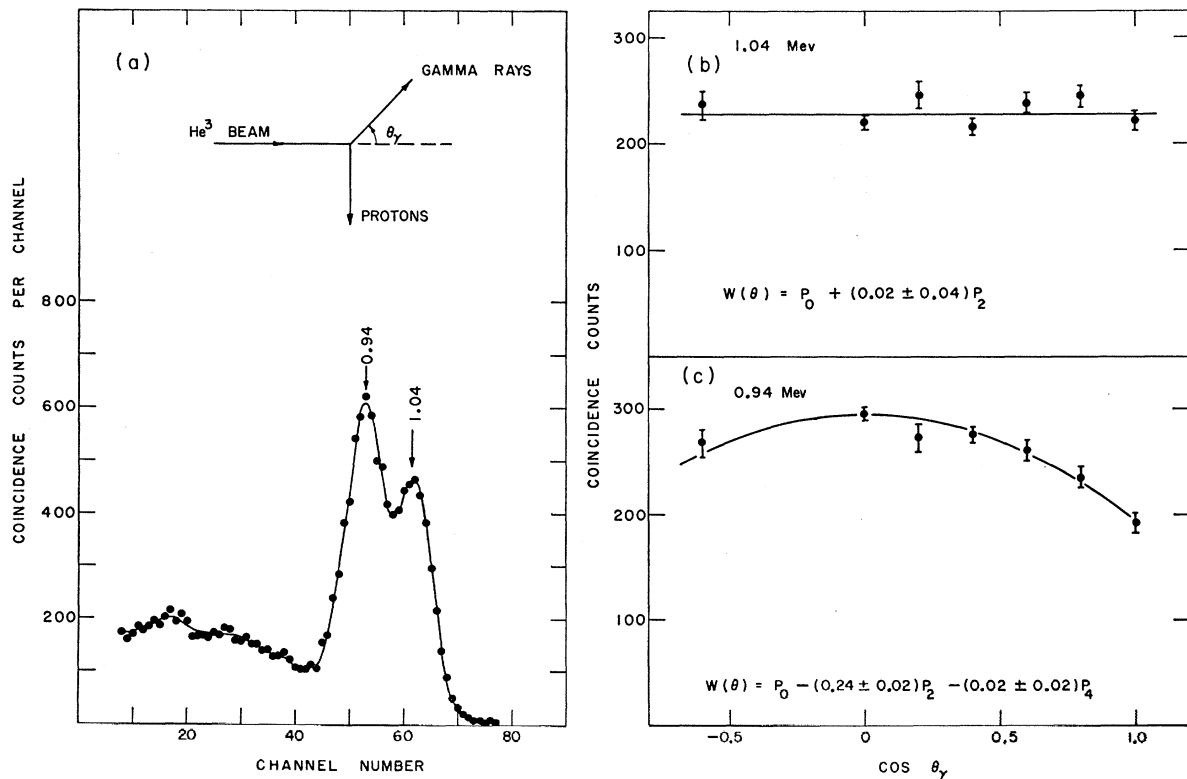 (a)
GAMMA RAYS
He³ BEAM
θγ
PROTONS
COINCIDENCE COUNTS PER CHANNEL
800
600
400
200
0.94
1.04
20
40
60
80
CHANNEL NUMBER
COINCIDENCE COUNTS
300
(b)
1.04 Mev
200
100
W(θ) = P₀ + (0.02 ± 0.04)P₂
(c)
0.94 Mev
300
200
100
W(θ) = P₀ -(0.24 ± 0.02)P₂ -(0.02 ± 0.02)P₄
-0.5
0
0.5
1.0
COS θγ